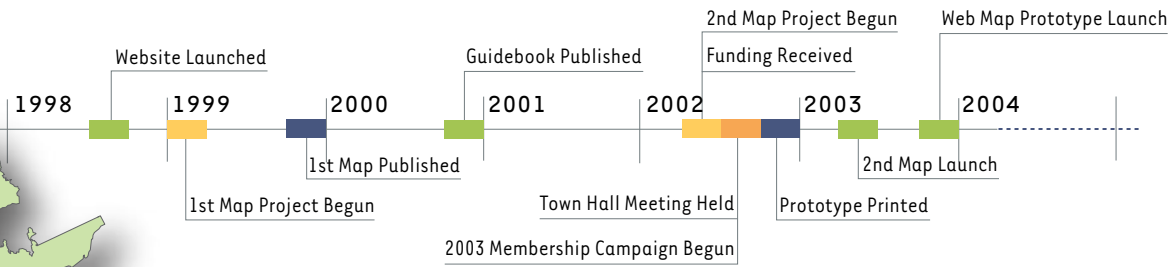 2nd Map Project Begun
Web Map Prototype Launch
Website Launched
Guidebook Published
Funding Received
1998
1999
2000
2001
2002
2003
2004
1st Map Published
2nd Map Launch
1st Map Project Begun
Town Hall Meeting Held
Prototype Printed
2003 Membership Campaign Begun